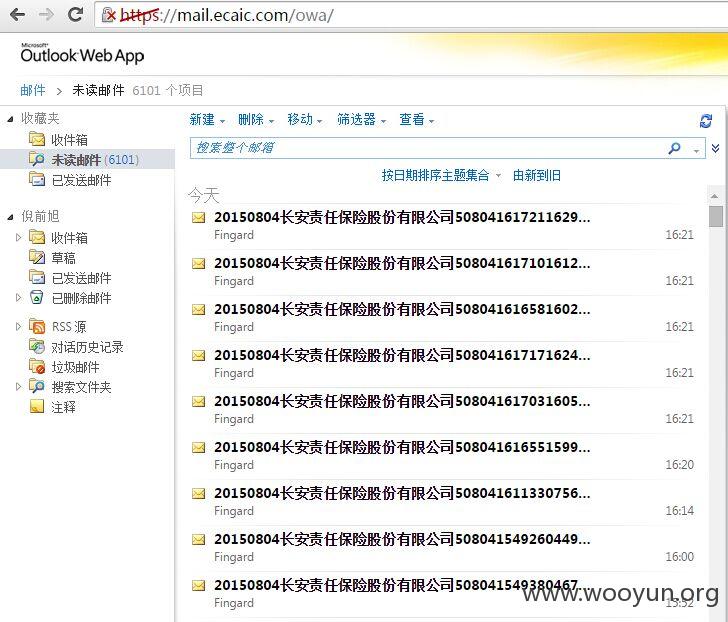 https://mail.ecaic.com/owa/
Microsoft®
Outlook Web App
邮件 > 未读邮件 6101 个项目
收藏夹
收件箱
未读邮件 (6101)
已发送邮件
倪前旭
收件箱
草稿
已发送邮件
已删除邮件
RSS 源
对话历史记录
垃圾邮件
搜索文件夹
注释
新建 删除 移动 筛选器 查看
搜索整个邮箱
按日期排序主题集合 由新到旧
今天
20150804长安责任保险股份有限公司508041617211629...
Fingard 16:21
20150804长安责任保险股份有限公司508041617101612...
Fingard 16:21
20150804长安责任保险股份有限公司508041616581602...
Fingard 16:21
20150804长安责任保险股份有限公司508041617171624...
Fingard 16:21
20150804长安责任保险股份有限公司508041617031605...
Fingard 16:21
20150804长安责任保险股份有限公司508041616551599...
Fingard 16:20
20150804长安责任保险股份有限公司508041611330756...
Fingard 16:14
20150804长安责任保险股份有限公司508041549260449...
Fingard 16:00
20150804长安责任保险股份有限公司508041549380467...
Fingard 15:52
www.wooyun.org